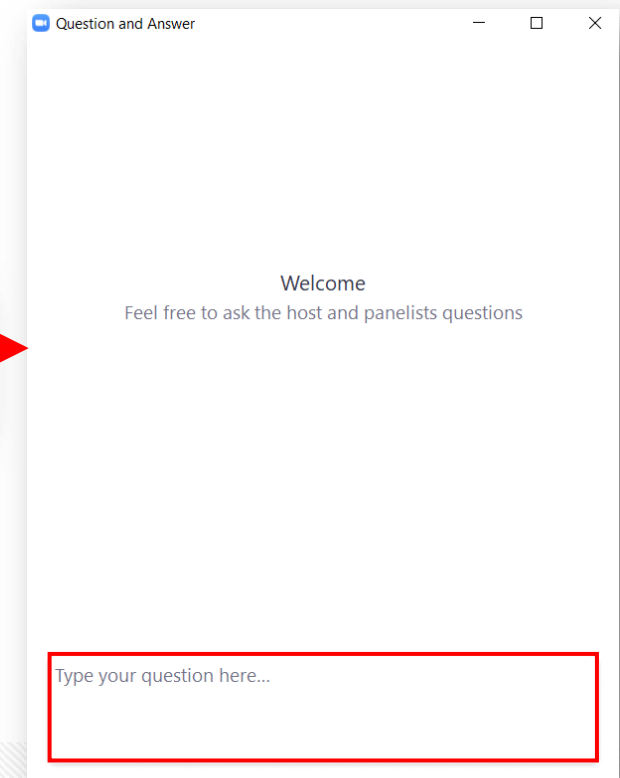 Question and Answer
Welcome
Feel free to ask the host and panelists questions
Type your question here...